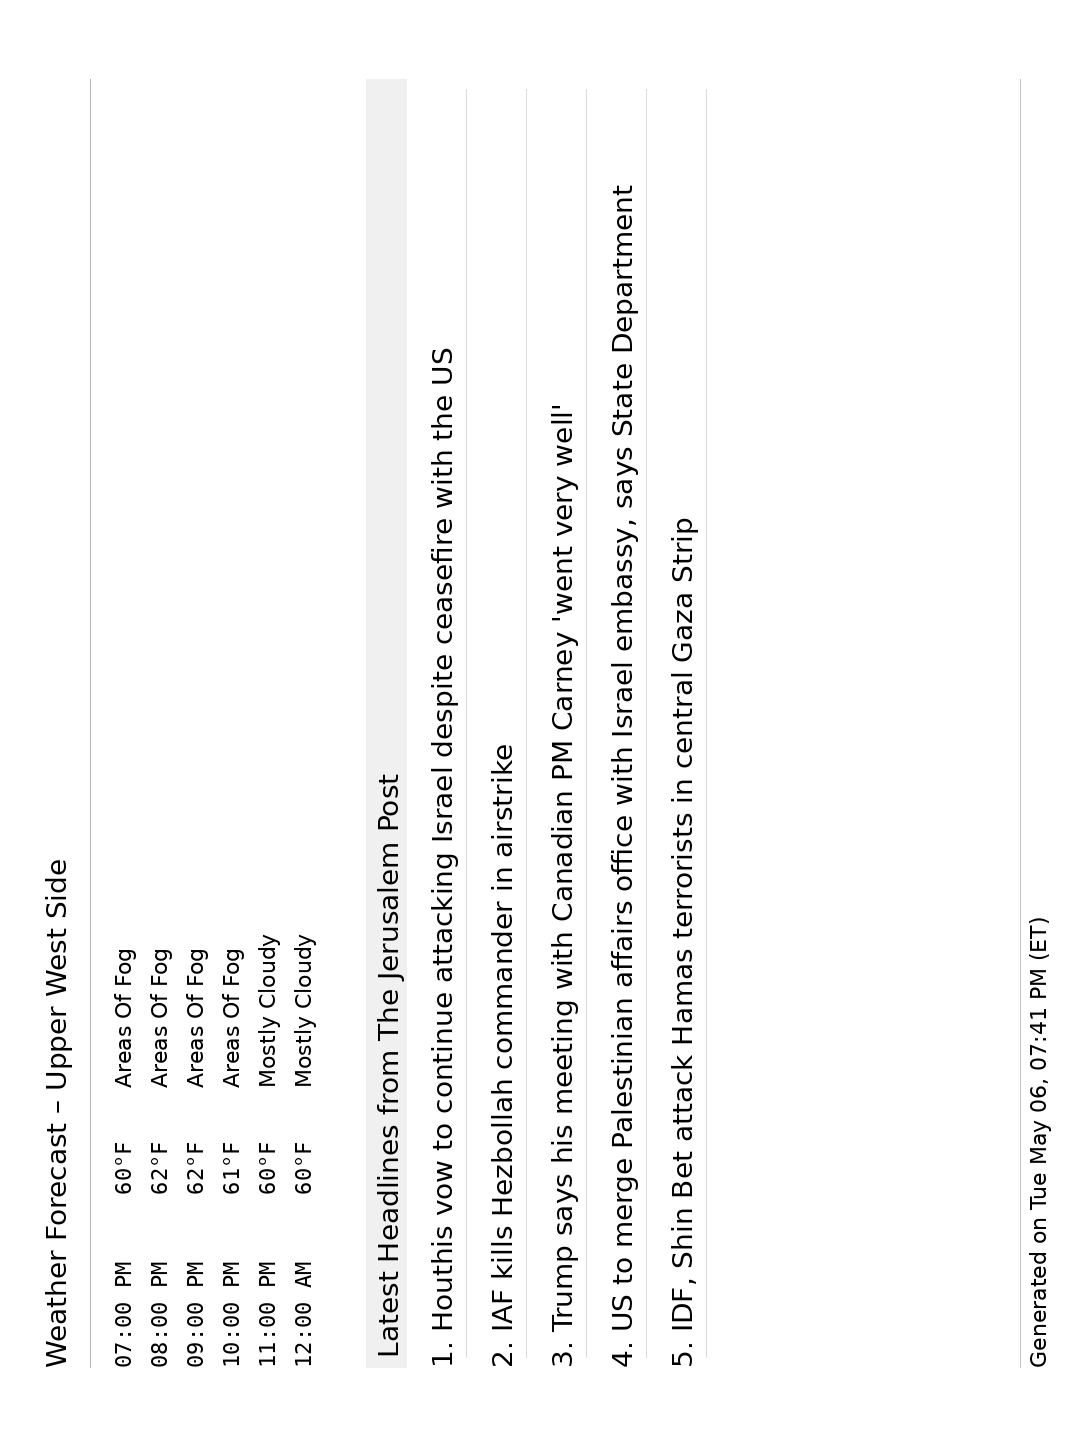 Weather Forecast – Upper West Side
07:00 PM 60°F Areas Of Fog
08:00 PM 62°F Areas Of Fog
09:00 PM 62°F Areas Of Fog
10:00 PM 61°F Areas Of Fog
11:00 PM 60°F Mostly Cloudy
12:00 AM 60°F Mostly Cloudy
Latest Headlines from The Jerusalem Post
1. Houthis vow to continue attacking Israel despite ceasefire with the US
2. IAF kills Hezbollah commander in airstrike
3. Trump says his meeting with Canadian PM Carney 'went very well'
4. US to merge Palestinian affairs office with Israel embassy, says State Department
5. IDF, Shin Bet attack Hamas terrorists in central Gaza Strip
Generated on Tue May 06, 07:41 PM (ET)